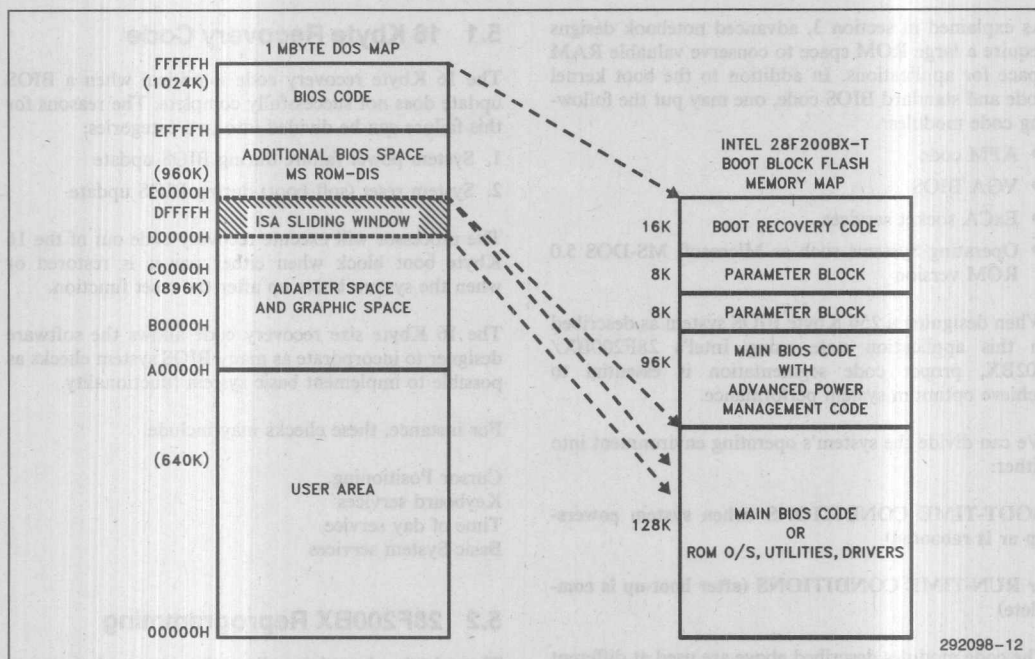 1 MBYTE DOS MAP
FFFFFH
(1024K)
BIOS CODE
EFFFFH
ADDITIONAL BIOS SPACE
MS ROM-DIS
(960K)
E0000H
DFFFFH
ISA SLIDING WINDOW
D0000H
C0000H
(896K)
ADAPTER SPACE
AND GRAPHIC SPACE
B0000H
A0000H
(640K)
USER AREA
00000H
INTEL 28F200BX-T
BOOT BLOCK FLASH
MEMORY MAP
16K
BOOT RECOVERY CODE
8K
PARAMETER BLOCK
8K
PARAMETER BLOCK
96K
MAIN BIOS CODE
WITH
ADVANCED POWER
MANAGEMENT CODE
128K
MAIN BIOS CODE
OR
ROM O/S, UTILITIES, DRIVERS
292098-12